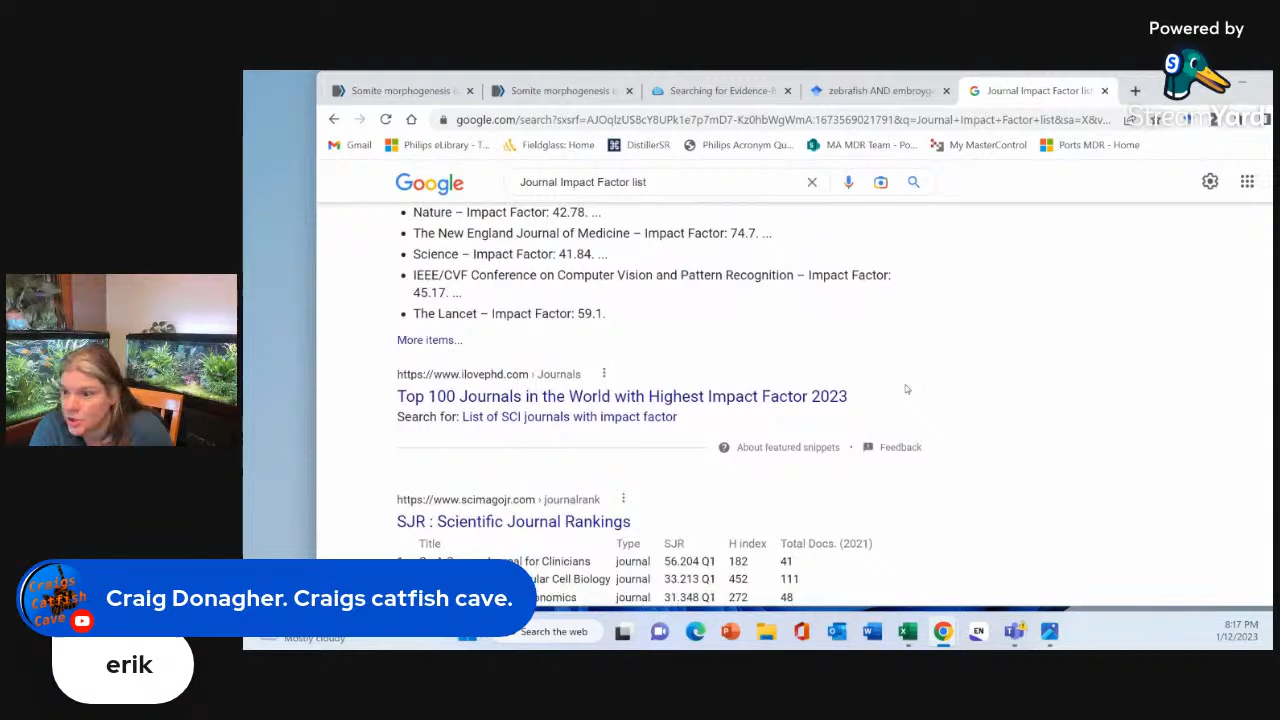 Powered by
S
StreamYard
Somite morphogenesis i
Somite morphogenesis i
Searching for Evidence-B
zebrafish AND embroyge
Journal Impact Factor list
google.com/search?sxsrf=AJOqlzUS8cY8UPk1e7p7mD7-Kz0hbWgWmA:1673569021791&q=Journal+Impact+Factor+list&sa=X&v...
Gmail
Philips eLibrary - T...
Fieldglass: Home
DistillerSR
Philips Acronym Qu...
MA MDR Team - Po...
My MasterControl
Ports MDR - Home
Google
Journal Impact Factor list
Nature – Impact Factor: 42.78. ...
The New England Journal of Medicine – Impact Factor: 74.7. ...
Science – Impact Factor: 41.84. ...
IEEE/CVF Conference on Computer Vision and Pattern Recognition – Impact Factor:
45.17. ...
The Lancet – Impact Factor: 59.1.
More items...
https://www.ilovephd.com › Journals
Top 100 Journals in the World with Highest Impact Factor 2023
Search for: List of SCI journals with impact factor
About featured snippets • Feedback
https://www.scimagojr.com › journalrank
SJR : Scientific Journal Rankings
Title Type SJR H index Total Docs. (2021)
Journal for Clinicians journal 56.204 Q1 182 41
ular Cell Biology journal 33.213 Q1 452 111
onomics journal 31.348 Q1 272 48
Craigs
Catfish
Cave
Craig Donagher. Craigs catfish cave.
erik
Mostly cloudy
Search the web
EN
8:17 PM
1/12/2023